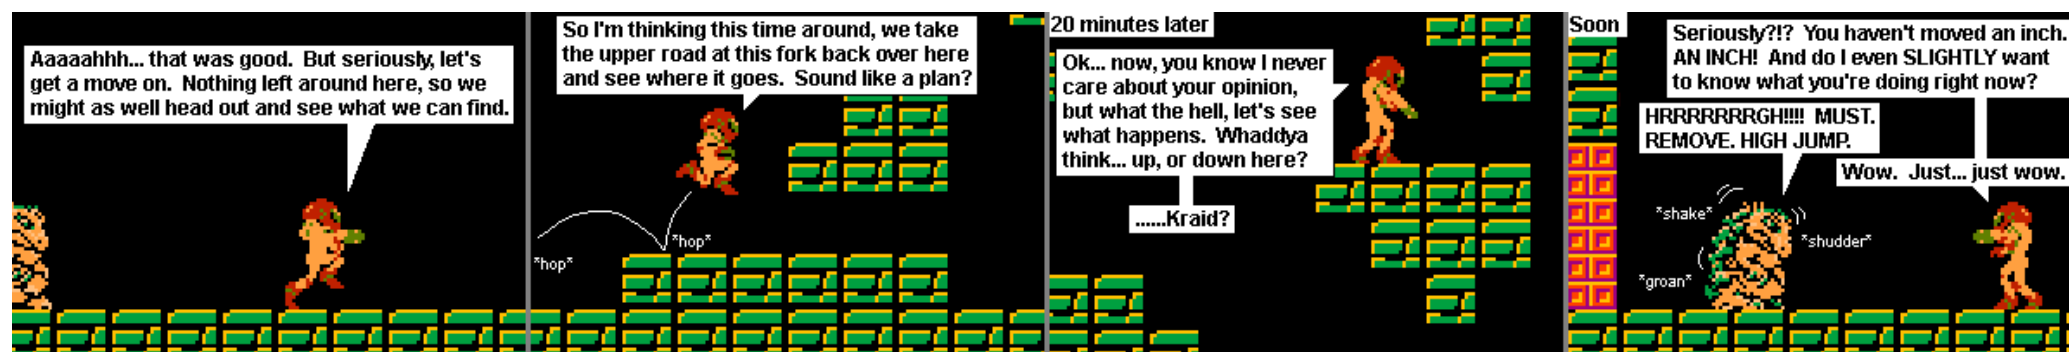 Aaaaahhh... that was good. But seriously, let's
get a move on. Nothing left around here, so we
might as well head out and see what we can find.
So I'm thinking this time around, we take
the upper road at this fork back over here
and see where it goes. Sound like a plan?
*hop*
*hop*
20 minutes later
Ok... now, you know I never
care about your opinion,
but what the hell, let's see
what happens. Whaddya
think... up, or down here?
......Kraid?
Soon
Seriously?!? You haven't moved an inch.
AN INCH! And do I even SLIGHTLY want
to know what you're doing right now?
HRRRRRRRGH!!!! MUST.
REMOVE. HIGH JUMP.
Wow. Just... just wow.
*shake*
*shudder*
*groan*